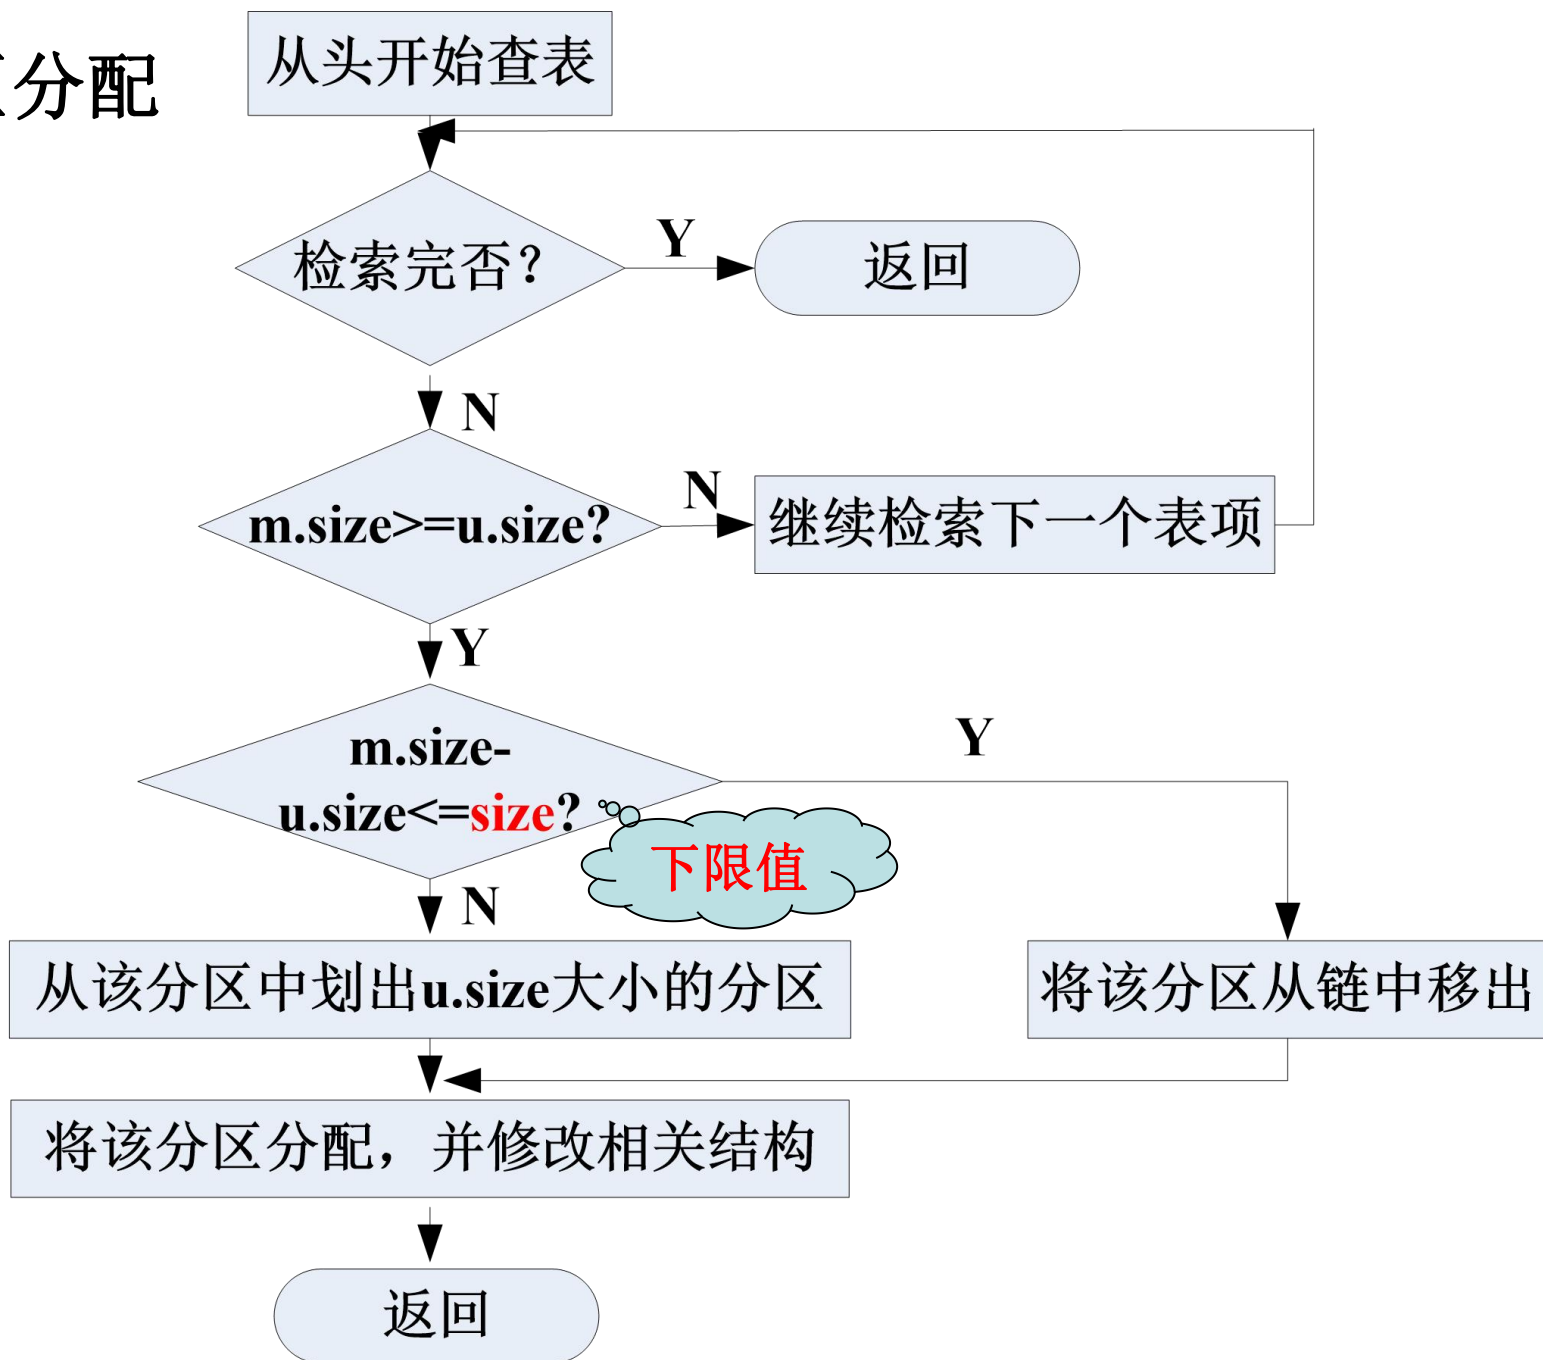 分配
从头开始查表
检索完否？
Y
返回
N
m.size>=u.size?
N
继续检索下一个表项
Y
m.size-
u.size<=size?
Y
下限值
N
从该分区中划出u.size大小的分区
将该分区从链中移出
将该分区分配，并修改相关结构
返回